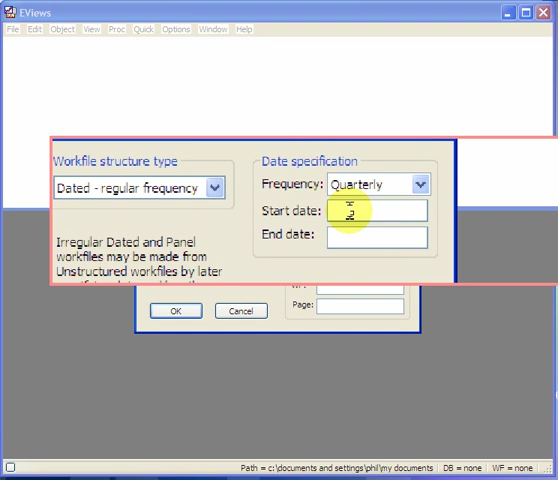 EViews
File Edit Object View Proc Quick Options Window Help
Workfile structure type
Dated - regular frequency
Date specification
Frequency: Quarterly
Start date:
End date:
Irregular Dated and Panel
workfiles may be made from
Unstructured workfiles by later
Page:
OK Cancel
Path = c:\documents and settings\phil\my documents DB = none WF = none